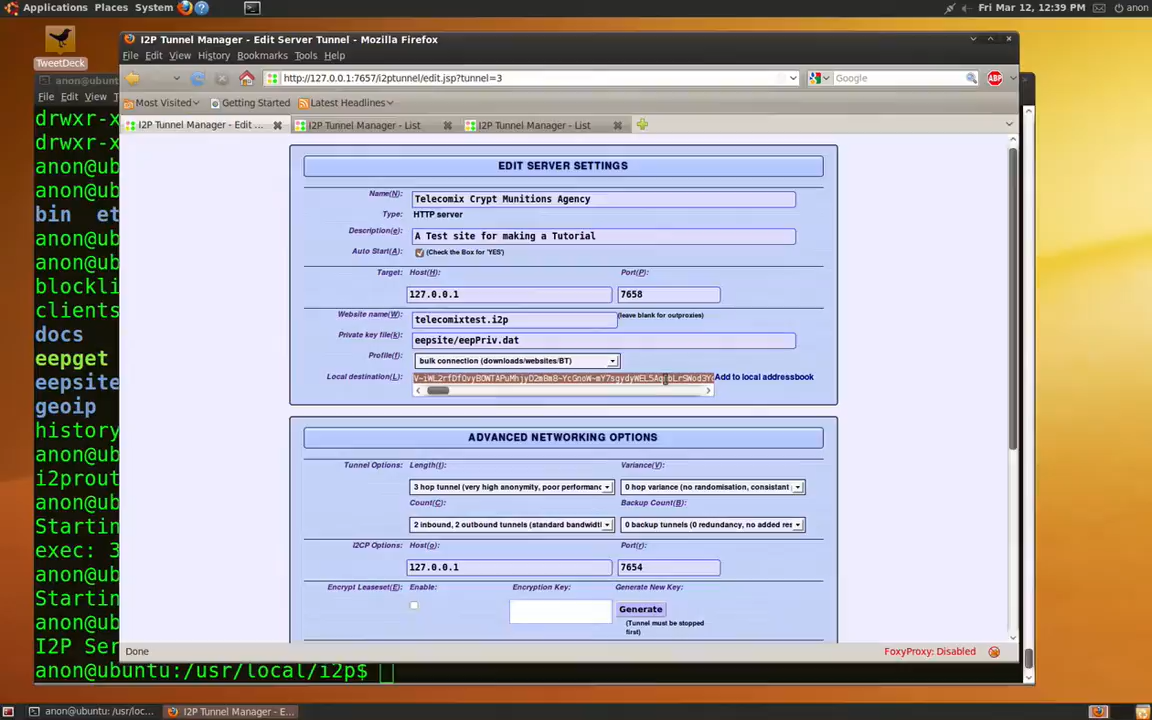 Applications Places System ? Fri Mar 12, 12:39 PM anon
I2P Tunnel Manager - Edit Server Tunnel - Mozilla Firefox
TweetDeck
anon@ubun
File Edit View History Bookmarks Tools Help
File Edit View
http://127.0.0.1:7657/i2ptunnel/edit.jsp?tunnel=3
Google
ABP
Most Visited Getting Started Latest Headlines
I2P Tunnel Manager - Edit ... I2P Tunnel Manager - List I2P Tunnel Manager - List
drwxr-x
drwxr-x
anon@ub
anon@ub
bin et
anon@ub
anon@ub
blockli
clients
docs
eepget
eepsite
geoip
history
i2prout
Startin
exec: 3
anon@ub
Startin
anon@ub
I2P Ser
anon@ubuntu:/usr/local/i2p$
EDIT SERVER SETTINGS
Name(N): Telecomix Crypt Munitions Agency
Type: HTTP server
Description(e): A Test site for making a Tutorial
Auto Start(A): (Check the Box for 'YES')
Target: Host(H): Port(P):
127.0.0.1 7658
Website name(W): telecomixtest.i2p (leave blank for outproxies)
Private key file(k): eepsite/eepPriv.dat
Profile(f): bulk connection (downloads/websites/BT)
Local destination(L): Add to local addressbook
ADVANCED NETWORKING OPTIONS
Tunnel Options: Length(t): Variance(V):
3 hop tunnel (very high anonymity, poor performanc 0 hop variance (no randomisation, consistant
Count(C): Backup Count(B):
2 inbound, 2 outbound tunnels (standard bandwidt 0 backup tunnels (0 redundancy, no added res
I2CP Options: Host(o): Port(r):
127.0.0.1 7654
Encrypt Leaseset(E): Enable: Encryption Key: Generate New Key:
Generate
(Tunnel must be stopped
first)
Done FoxyProxy: Disabled
anon@ubuntu: /usr/loc... I2P Tunnel Manager - E...